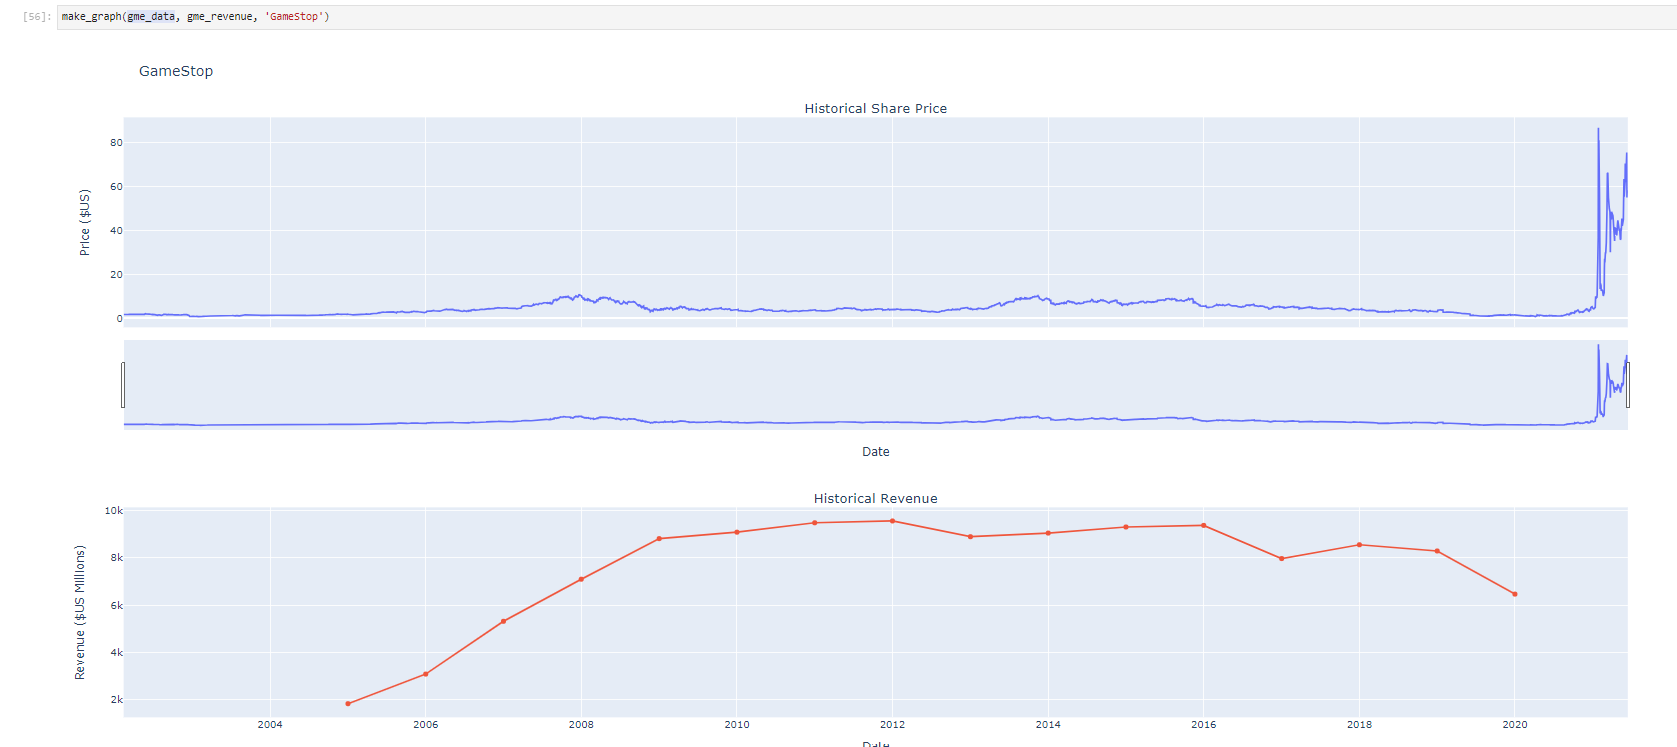 [56]: make_graph(gme_data, gme_revenue, 'GameStop')
GameStop
Historical Share Price
80
60
40
20
0
Price ($US)
Date
Historical Revenue
10k
8k
6k
4k
2k
Revenue ($US Millions)
2004 2006 2008 2010 2012 2014 2016 2018 2020
Date